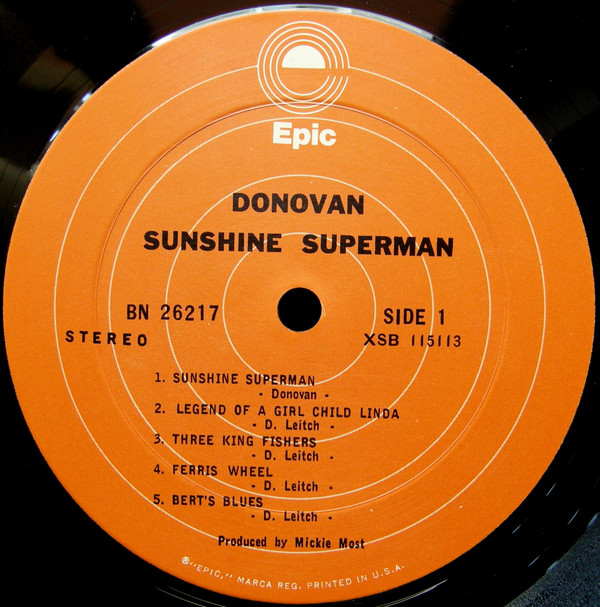 Epic
DONOVAN
SUNSHINE SUPERMAN
BN 26217 SIDE 1
STEREO XSB 115113
1. SUNSHINE SUPERMAN
- Donovan -
2. LEGEND OF A GIRL CHILD LINDA
- D. Leitch -
3. THREE KING FISHERS
- D. Leitch -
4. FERRIS WHEEL
- D. Leitch -
5. BERT'S BLUES
- D. Leitch -
Produced by Mickie Most
®"EPIC," MARCA REG. PRINTED IN U.S.A.